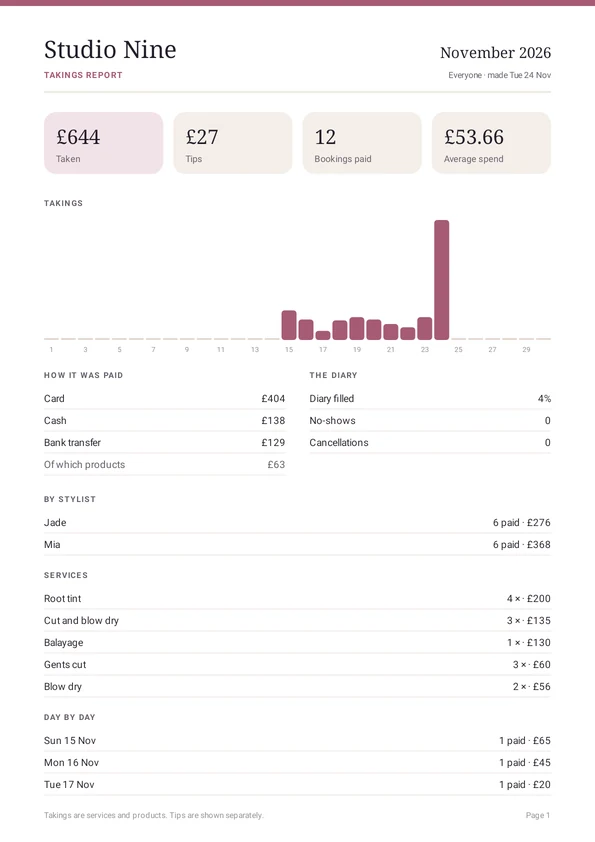 Studio Nine
November 2026
TAKINGS REPORT
Everyone · made Tue 24 Nov
£644
Taken
£27
Tips
12
Bookings paid
£53.66
Average spend
TAKINGS
1 3 5 7 9 11 13 15 17 19 21 23 25 27 29
HOW IT WAS PAID
Card £404
Cash £138
Bank transfer £129
Of which products £63
THE DIARY
Diary filled 4%
No-shows 0
Cancellations 0
BY STYLIST
Jade 6 paid · £276
Mia 6 paid · £368
SERVICES
Root tint 4 × · £200
Cut and blow dry 3 × · £135
Balayage 1 × · £130
Gents cut 3 × · £60
Blow dry 2 × · £56
DAY BY DAY
Sun 15 Nov 1 paid · £65
Mon 16 Nov 1 paid · £45
Tue 17 Nov 1 paid · £20
Takings are services and products. Tips are shown separately.
Page 1